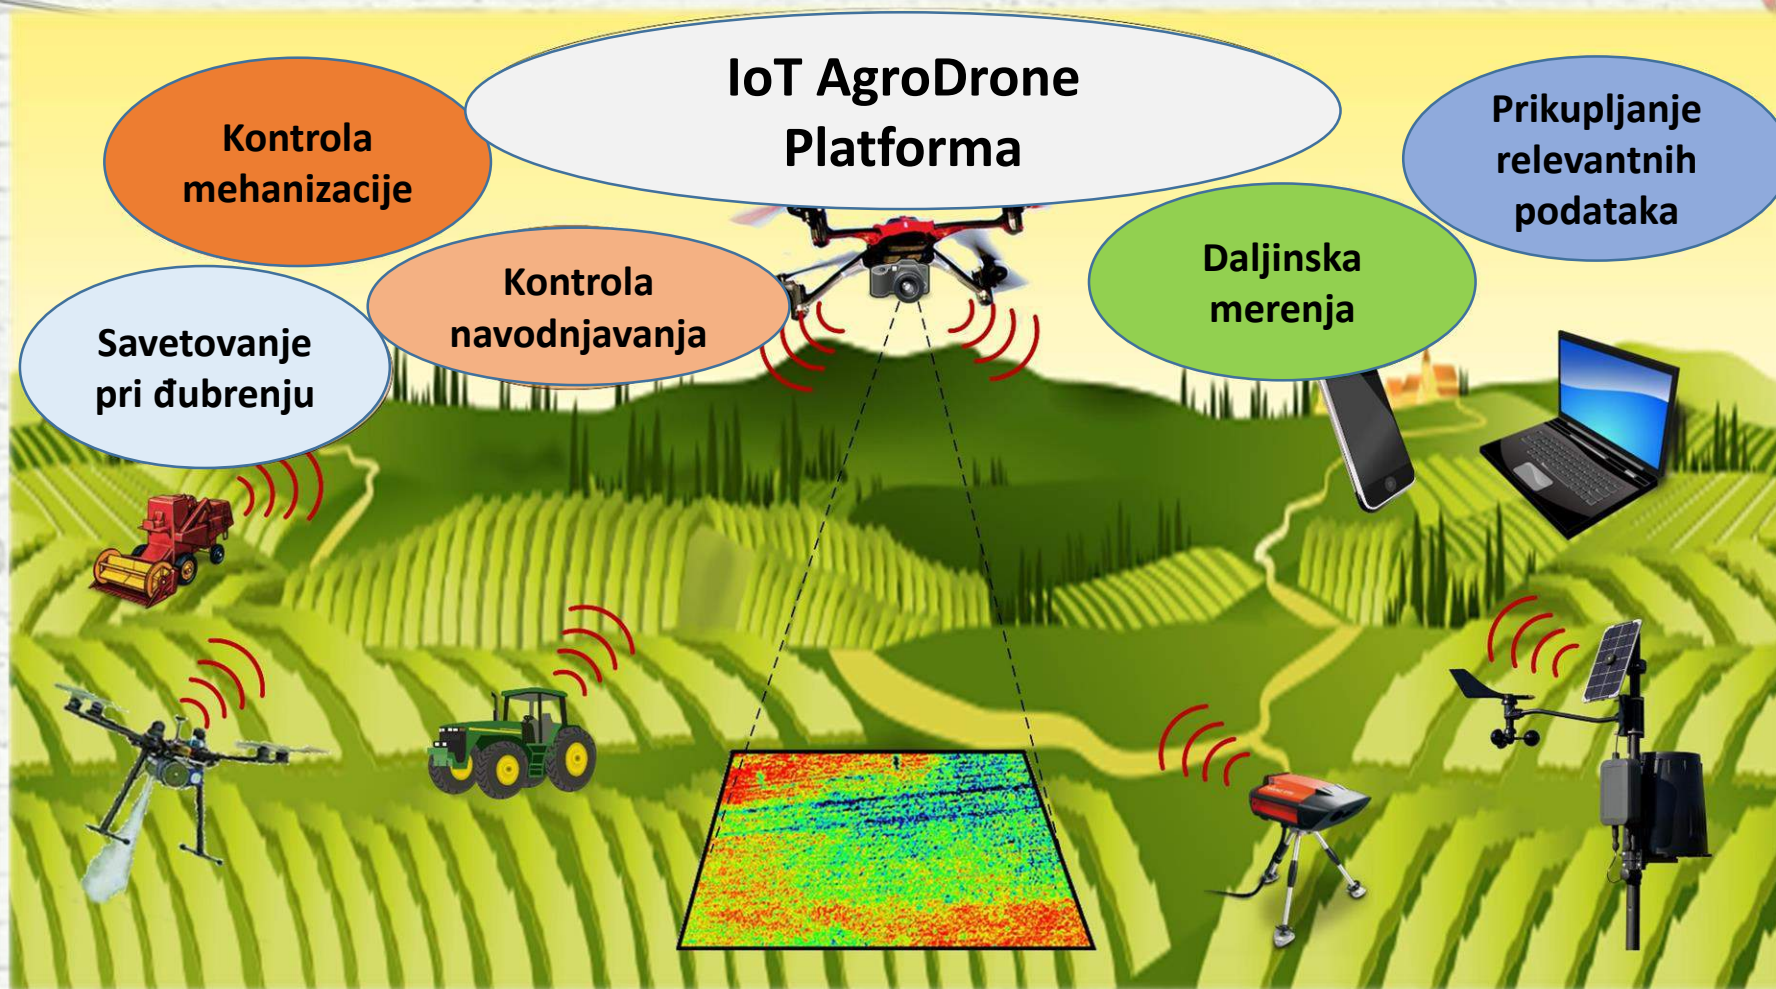 IoT AgroDrone
Platforma
Kontrola
mehanizacije
Prikupljanje
relevantnih
podataka
Kontrola
navodnjavanja
Daljinska
merenja
Savetovanje
pri đubrenju